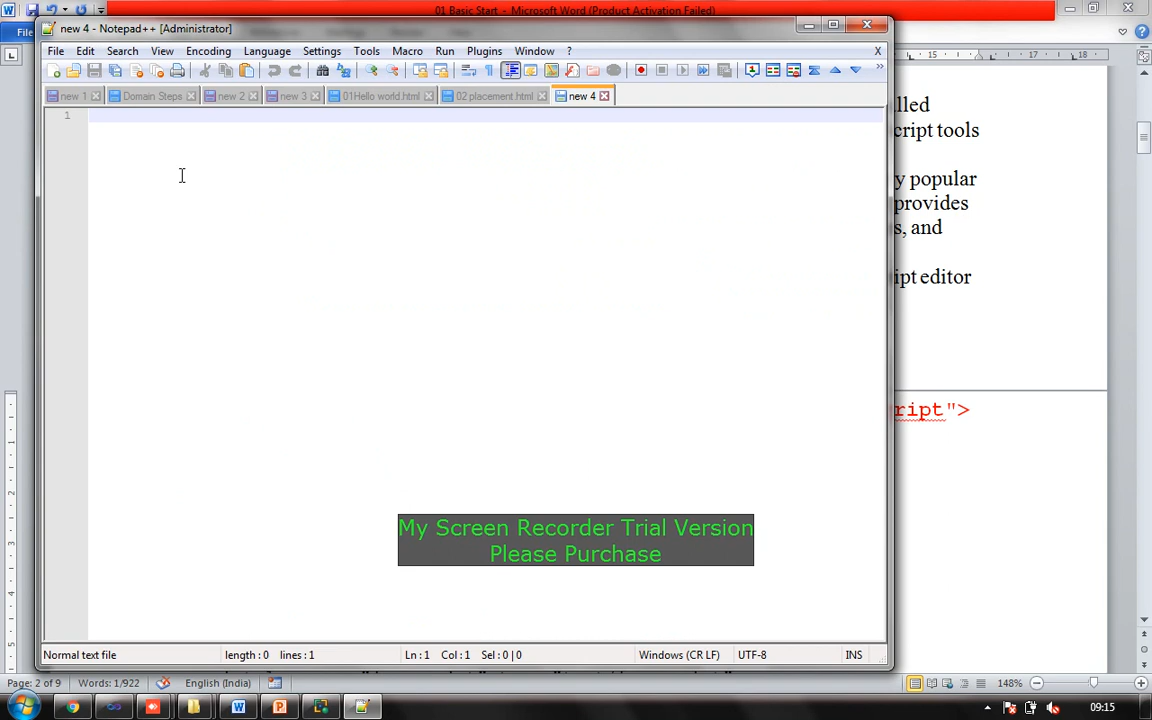 01 Basic Start - Microsoft Word (Product Activation Failed)
File
new 4 - Notepad++ [Administrator]
File Edit Search View Encoding Language Settings Tools Macro Run Plugins Window ? X
new 1 Domain Steps new 2 new 3 01Hello world.html 02 placement.html new 4
1
15 17 18
lled
cript tools
y popular
provides
s, and
ipt editor
ript">
My Screen Recorder Trial Version
Please Purchase
Normal text file length : 0 lines : 1 Ln : 1 Col : 1 Sel : 0 | 0 Windows (CR LF) UTF-8 INS
Page: 2 of 9 Words: 1/922 English (India) 148%
09:15